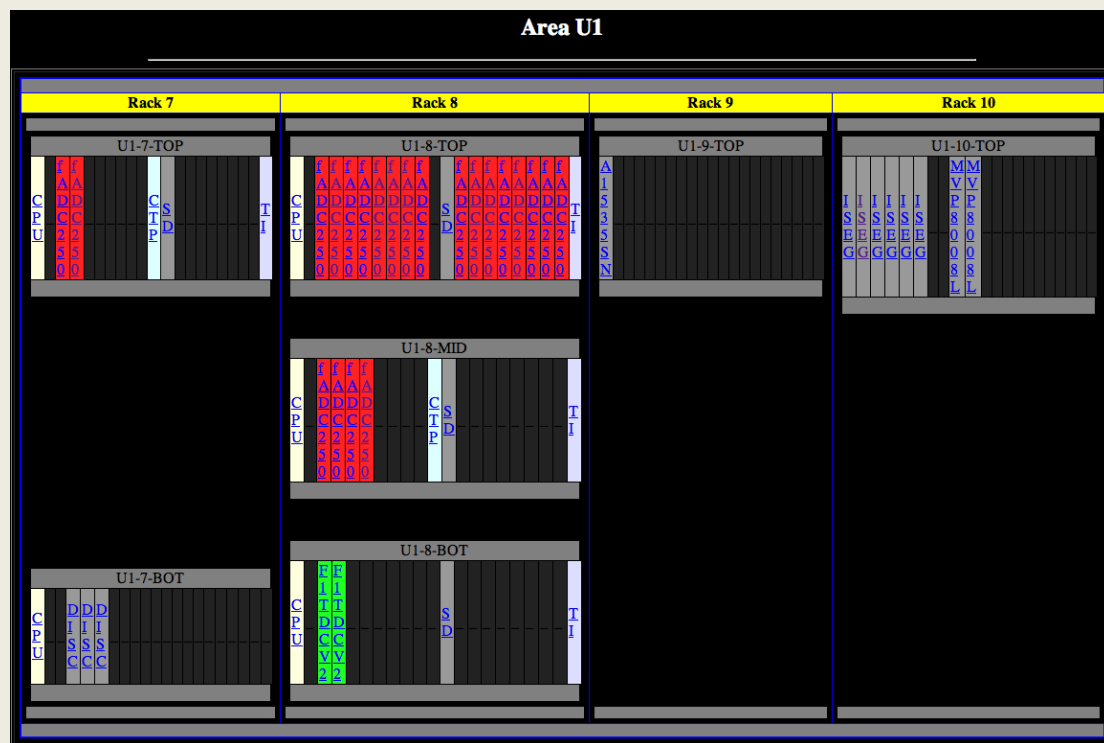 Area U1
Rack 7
Rack 8
Rack 9
Rack 10
U1-7-TOP
CPU
fADC250
fADC250
CTP
SD
TI
U1-8-TOP
CPU
fADC250
fADC250
fADC250
fADC250
fADC250
fADC250
fADC250
fADC250
SD
fADC250
fADC250
fADC250
fADC250
fADC250
fADC250
fADC250
fADC250
TI
U1-9-TOP
A1535SN
U1-10-TOP
ISEG
ISEG
ISEG
ISEG
ISEG
ISEG
MVP8008L
MVP8008L
U1-8-MID
CPU
fADC250
fADC250
fADC250
fADC250
CTP
SD
TI
U1-7-BOT
CPU
DISC
DISC
DISC
U1-8-BOT
CPU
F1TDCV2
F1TDCV2
SD
TI